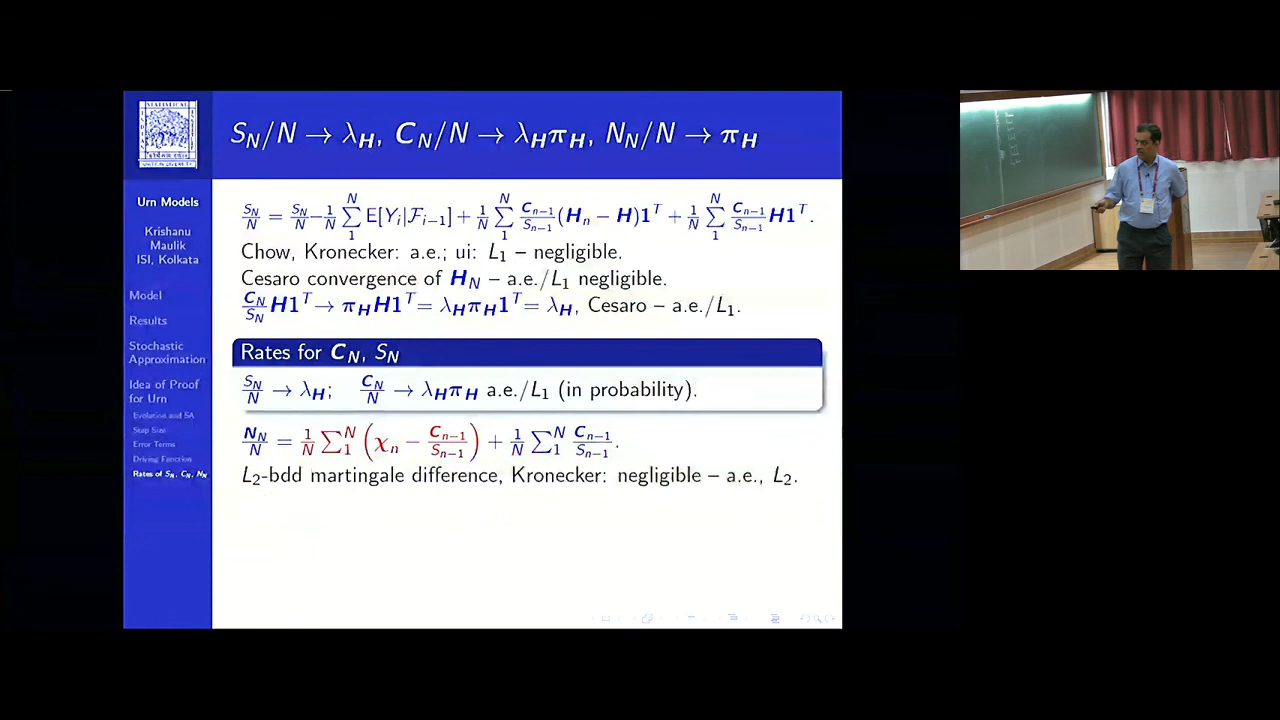 S_N/N → λ_H, C_N/N → λ_H π_H, N_N/N → π_H
Urn Models
Krishanu
Maulik
ISI, Kolkata
Model
Results
Stochastic
Approximation
Idea of Proof
for Urn
Evolution and SA
Step Size
Error Terms
Driving Function
Rates of S_N, C_N, N_N
S_N/N = S_N/N − 1/N ∑_1^N E[Y_i|F_{i−1}] + 1/N ∑_1^N C_{n−1}/S_{n−1} (H_n − H)1^T + 1/N ∑_1^N C_{n−1}/S_{n−1} H1^T.
Chow, Kronecker: a.e.; ui: L_1 – negligible.
Cesaro convergence of H_N – a.e./L_1 negligible.
C_N/S_N H1^T → π_H H1^T = λ_H π_H 1^T = λ_H, Cesaro – a.e./L_1.
Rates for C_N, S_N
S_N/N → λ_H; C_N/N → λ_H π_H a.e./L_1 (in probability).
N_N/N = 1/N ∑_1^N (χ_n − C_{n−1}/S_{n−1}) + 1/N ∑_1^N C_{n−1}/S_{n−1}.
L_2-bdd martingale difference, Kronecker: negligible – a.e., L_2.